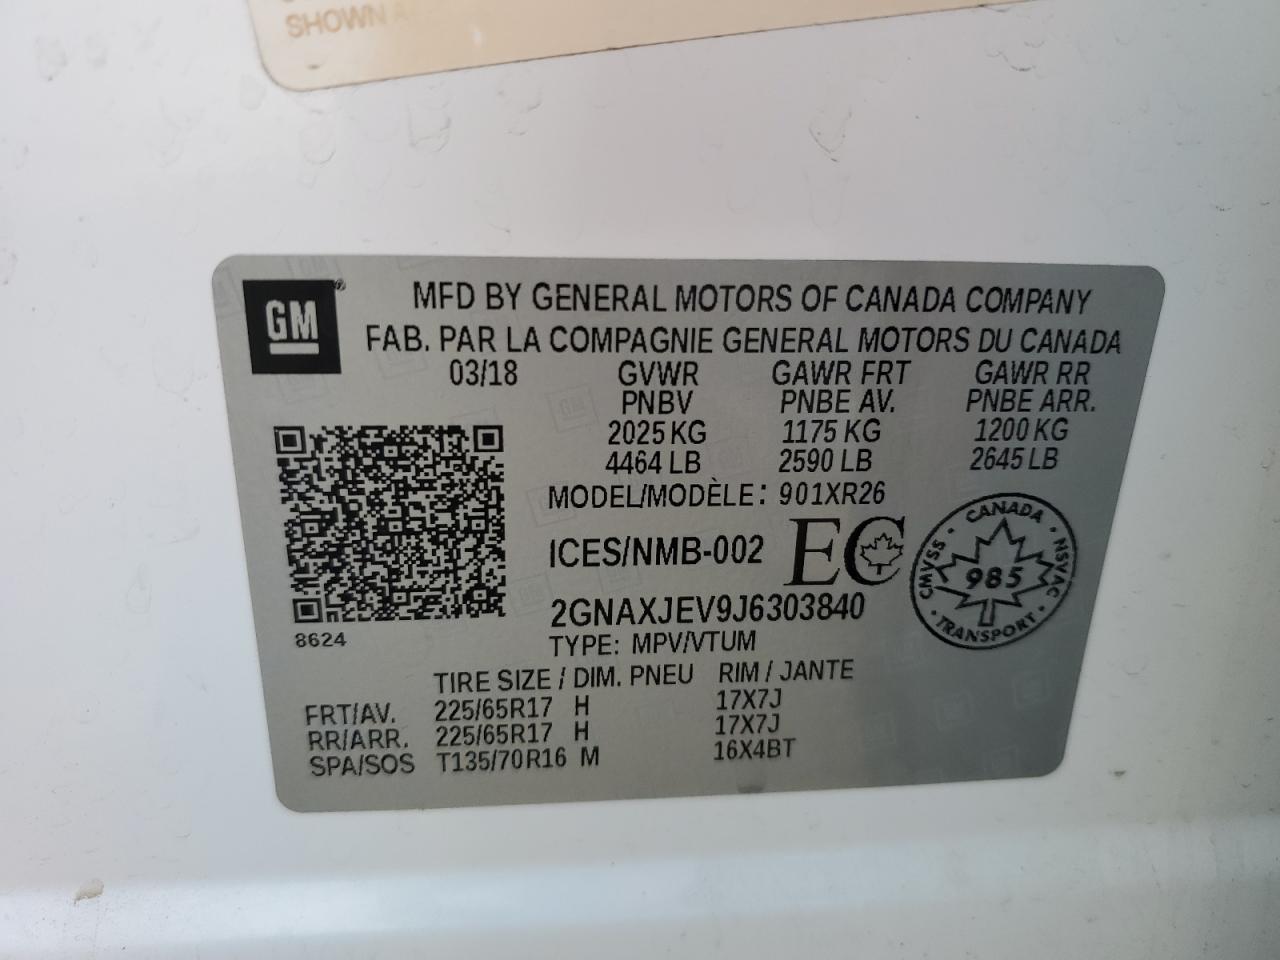 SHOWN
GM
MFD BY GENERAL MOTORS OF CANADA COMPANY
FAB. PAR LA COMPAGNIE GENERAL MOTORS DU CANADA
03/18 GVWR GAWR FRT GAWR RR
PNBV PNBE AV. PNBE ARR.
2025 KG 1175 KG 1200 KG
4464 LB 2590 LB 2645 LB
MODEL/MODÈLE: 901XR26
ICES/NMB-002 EC
CANADA
CMVSS 985 NSVAC
TRANSPORT
2GNAXJEV9J6303840
8624
TYPE: MPV/VTUM
TIRE SIZE / DIM. PNEU RIM / JANTE
FRT/AV. 225/65R17 H 17X7J
RR/ARR. 225/65R17 H 17X7J
SPA/SOS T135/70R16 M 16X4BT